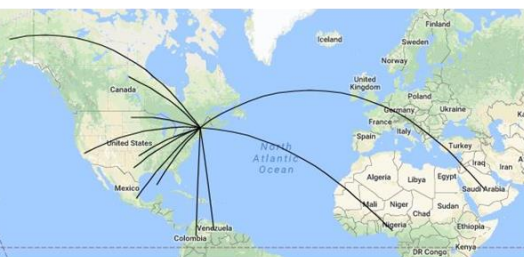 Iceland
Finland
Sweden
Norway
Canada
United
Kingdom
Poland
Germany
Ukraine
France
Italy
Spain
Turkey
United States
North
Atlantic
Ocean
Iraq
Iran
Algeria
Libya
Egypt
Saudi Arabia
Mexico
Mali
Niger
Chad
Sudan
Nigeria
Ethiopia
Venezuela
Colombia
DR Congo
Kenya